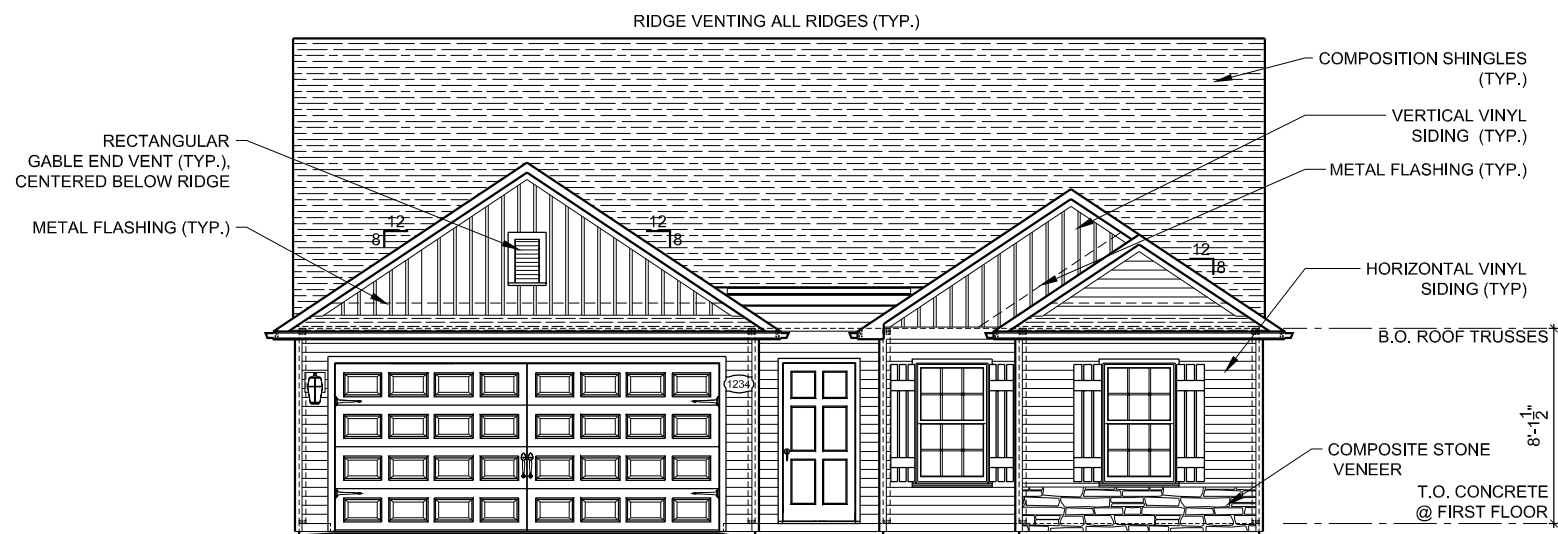 RIDGE VENTING ALL RIDGES (TYP.)
COMPOSITION SHINGLES
(TYP.)
VERTICAL VINYL
SIDING (TYP.)
RECTANGULAR
GABLE END VENT (TYP.),
CENTERED BELOW RIDGE
METAL FLASHING (TYP.)
METAL FLASHING (TYP.)
12
8
12
8
12
8
HORIZONTAL VINYL
SIDING (TYP)
B.O. ROOF TRUSSES
1234
8'-1 1/2"
COMPOSITE STONE
VENEER
T.O. CONCRETE
@ FIRST FLOOR